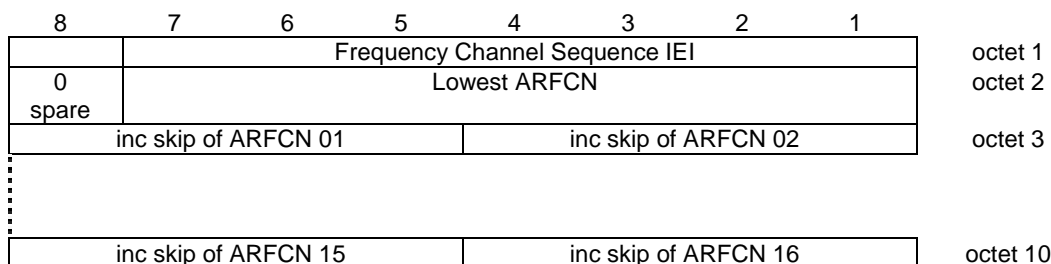 8 7 6 5 4 3 2 1
Frequency Channel Sequence IEI octet 1
0 Lowest ARFCN octet 2
spare
inc skip of ARFCN 01 inc skip of ARFCN 02 octet 3
inc skip of ARFCN 15 inc skip of ARFCN 16 octet 10